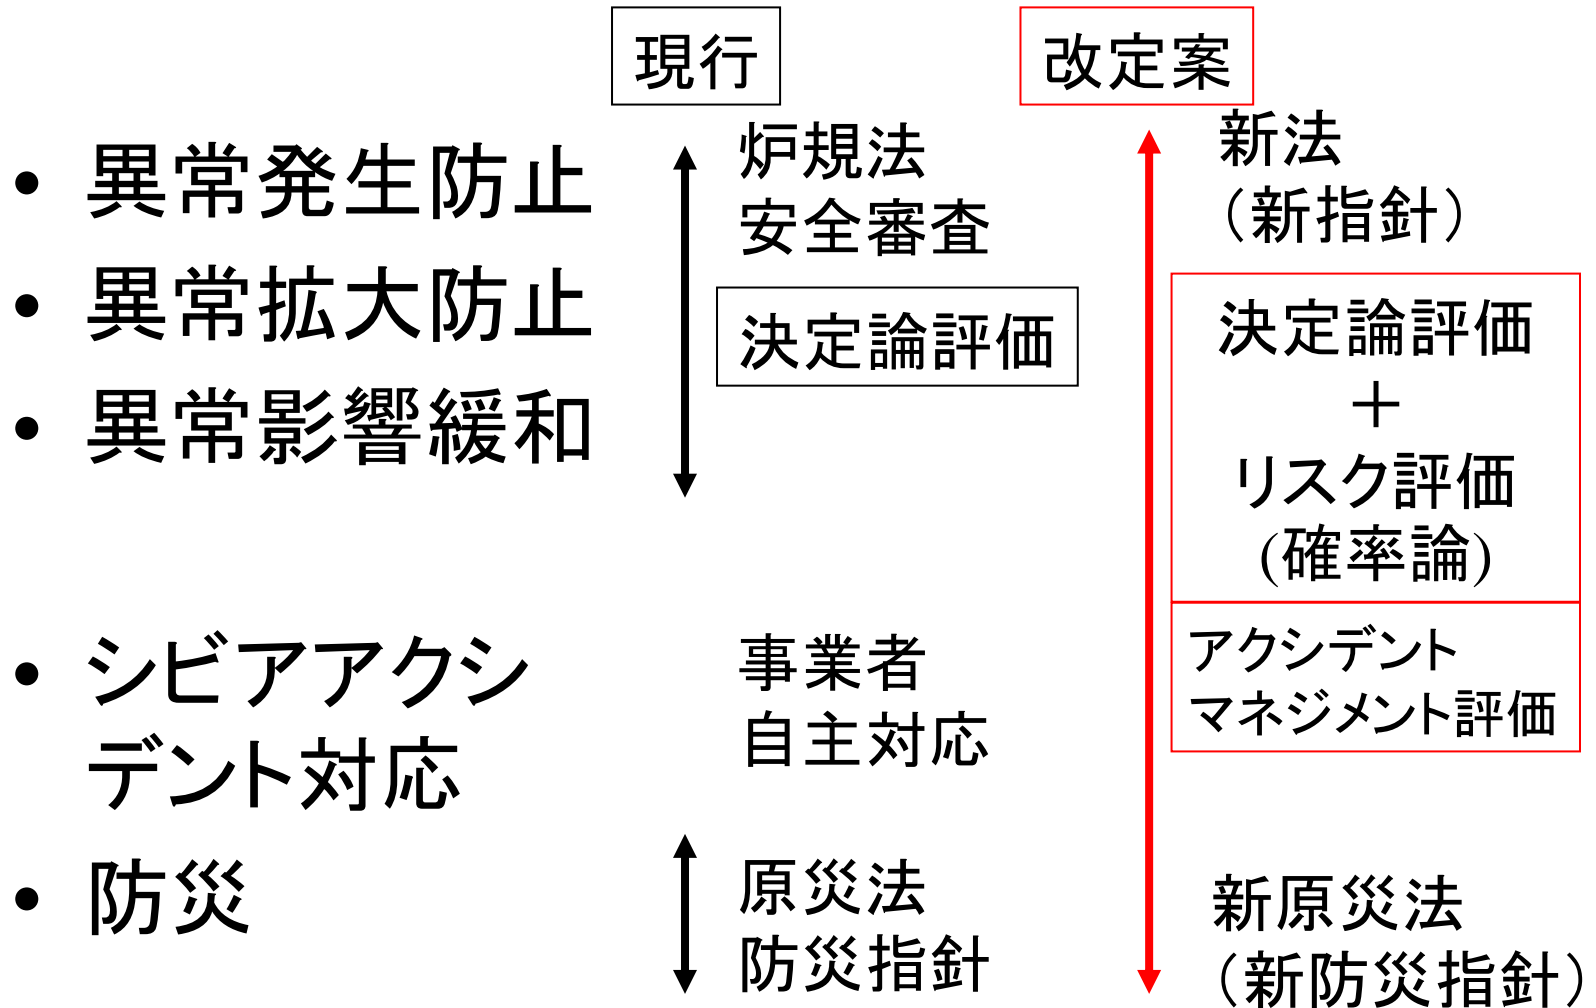 現行
改定案
• 異常発生防止
• 異常拡大防止
• 異常影響緩和
• シビアアクシ
デント対応
• 防災
炉規法
安全審査
決定論評価
事業者
自主対応
原災法
防災指針
新法
（新指針）
決定論評価
＋
リスク評価
(確率論)
アクシデント
マネジメント評価
新原災法
（新防災指針）